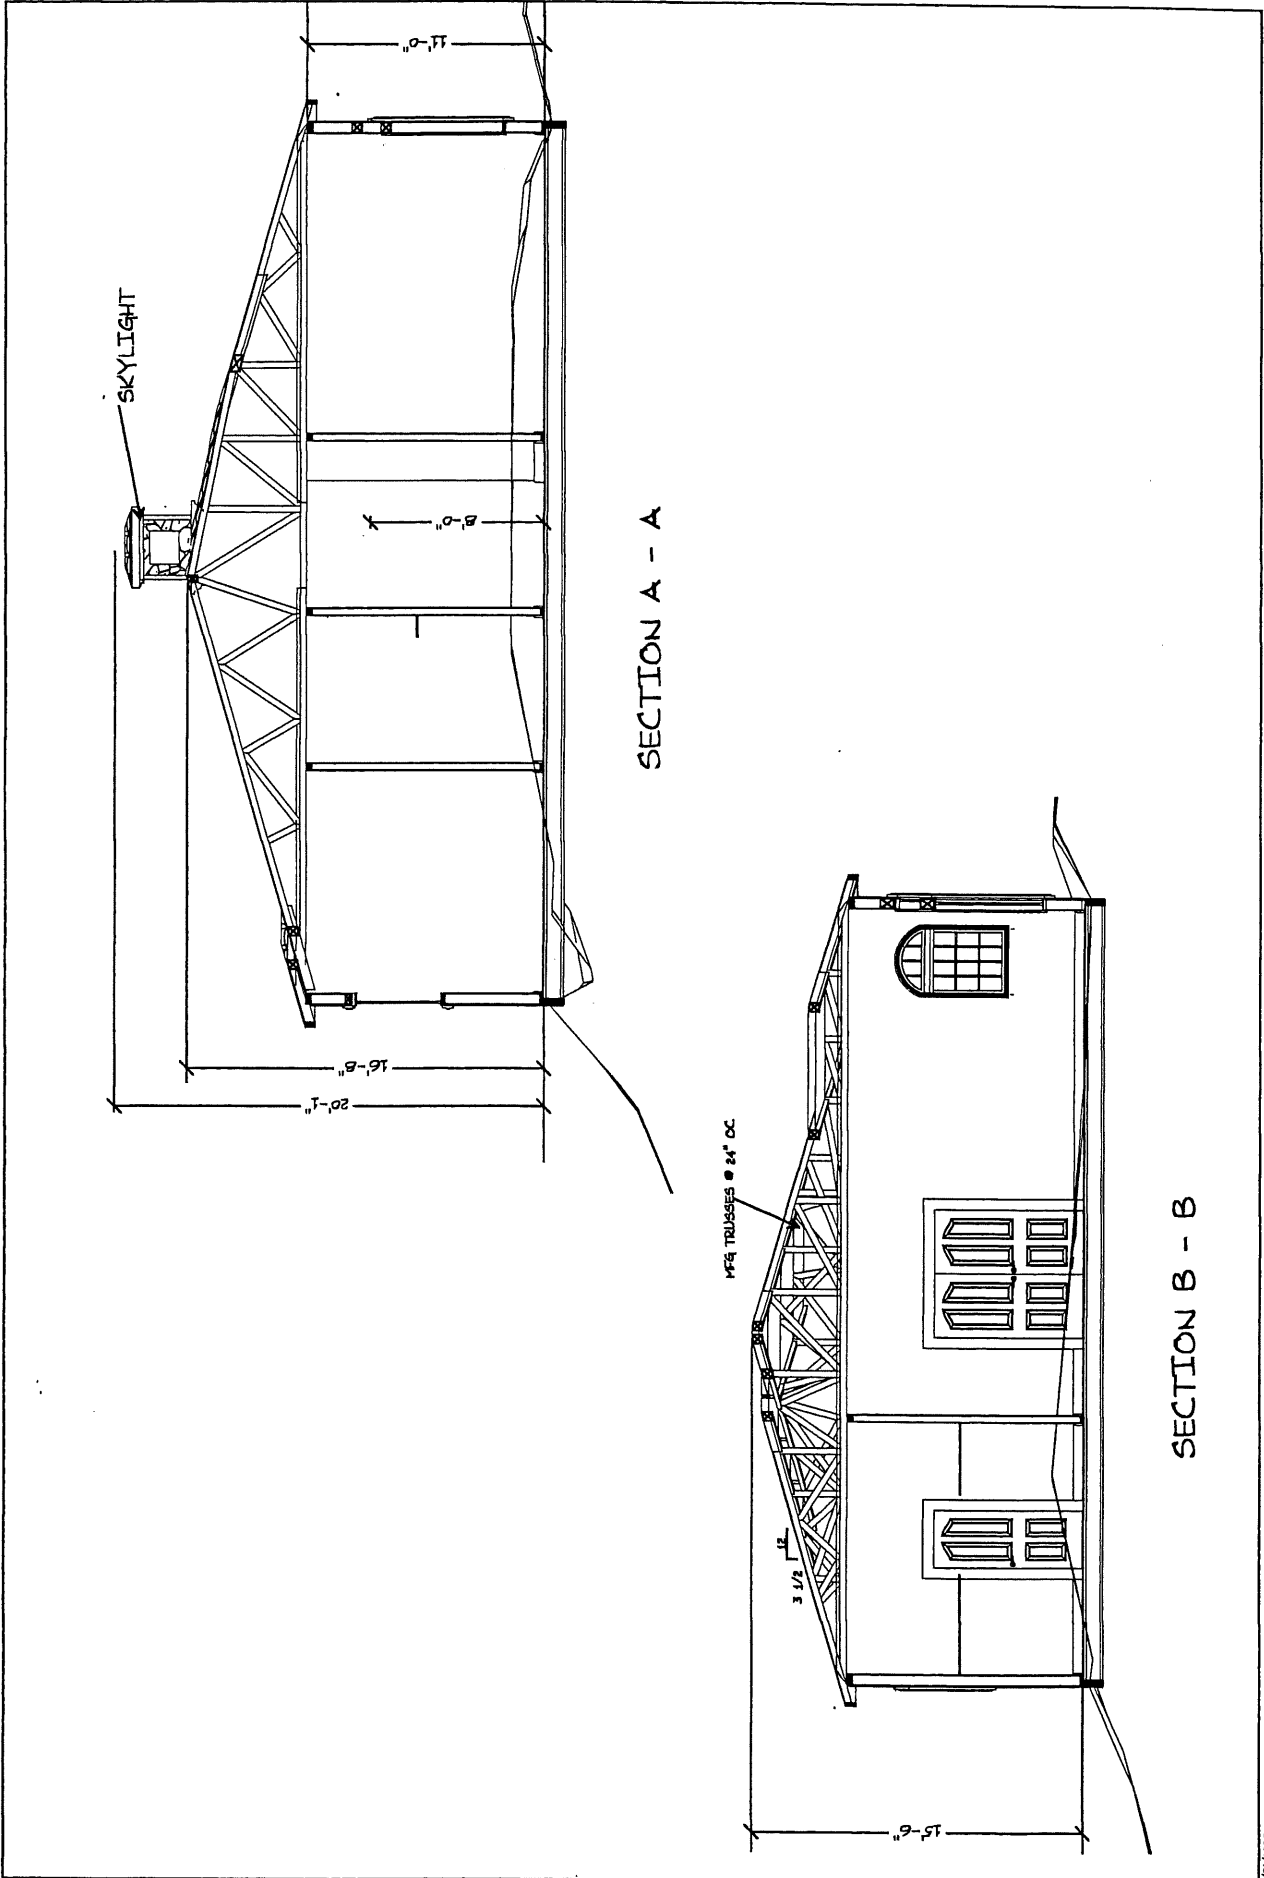 SKYLIGHT
11'-0"
8'-0"
16'-8"
20'-1"
SECTION A - A
MFG TRUSSES @ 24" OC
12
3 1/2
15'-6"
SECTION B - B